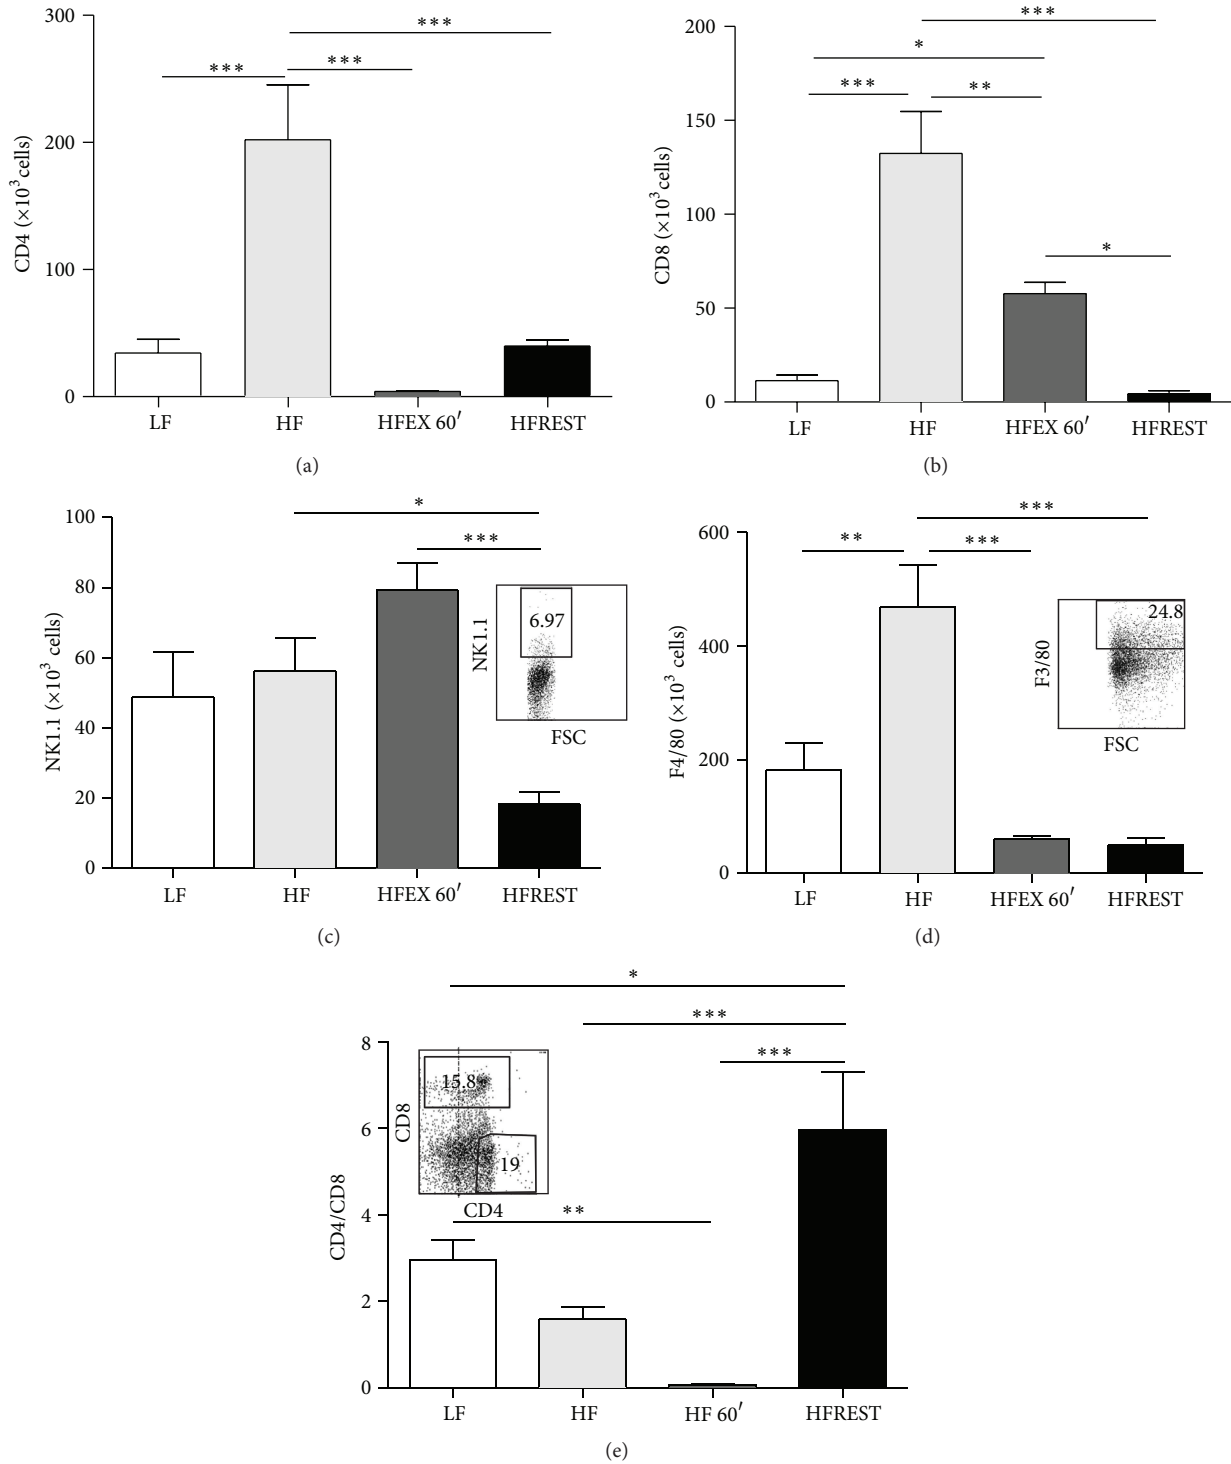 300
200
100
0
CD4 (×10³ cells)
***
***
***
LF HF HFEX 60′ HFREST
(a)
200
150
100
50
0
CD8 (×10³ cells)
***
*
***
**
*
LF HF HFEX 60′ HFREST
(b)
100
80
60
40
20
0
NK1.1 (×10³ cells)
*
***
NK1.1
6.97
FSC
LF HF HFEX 60′ HFREST
(c)
600
400
200
0
F4/80 (×10³ cells)
***
**
***
F3/80
24.8
FSC
LF HF HFEX 60′ HFREST
(d)
8
6
4
2
0
CD4/CD8
*
***
***
**
CD8
15.8
19
CD4
LF HF HF 60′ HFREST
(e)